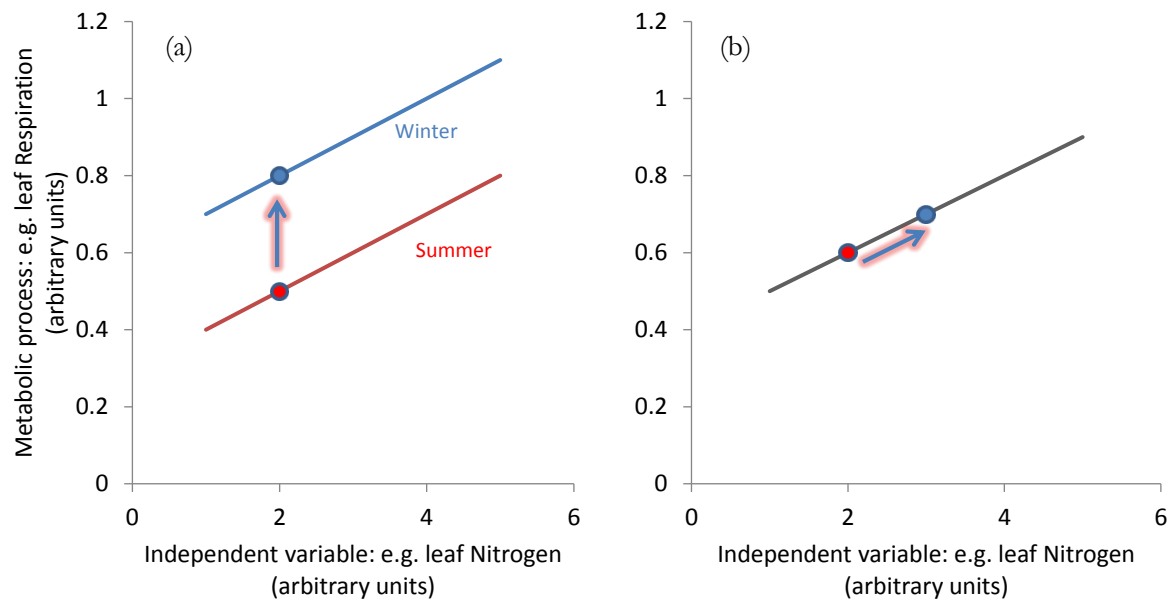 Metabolic process: e.g. leaf Respiration
(arbitrary units)
(a)
1.2
1
0.8
0.6
0.4
0.2
0
Winter
Summer
0
2
4
6
Independent variable: e.g. leaf Nitrogen
(arbitrary units)
(b)
1.2
1
0.8
0.6
0.4
0.2
0
0
2
4
6
Independent variable: e.g. leaf Nitrogen
(arbitrary units)